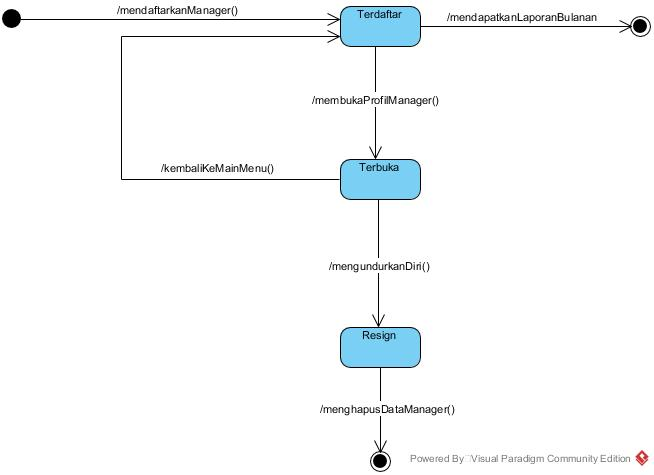 /mendaftarkanManager()
Terdaftar
/mendapatkanLaporanBulanan
/membukaProfilManager()
/kembaliKeMainMenu()
Terbuka
/mengundurkanDiri()
Resign
/menghapusDataManager()
Powered By Visual Paradigm Community Edition